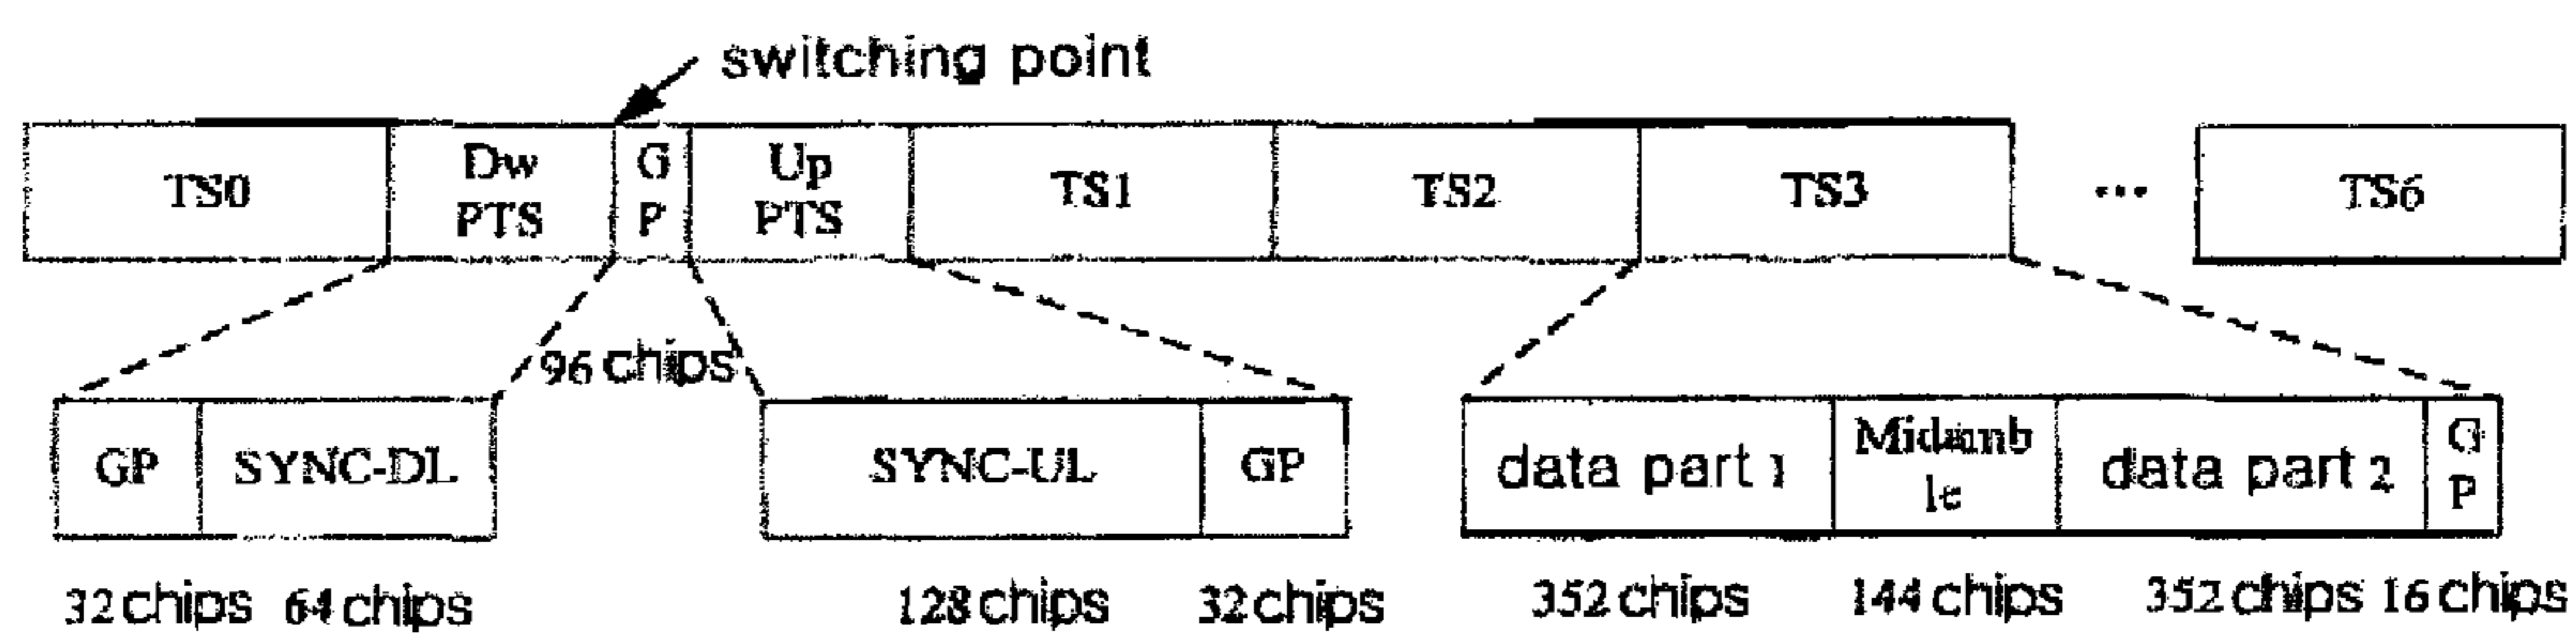 switching point
TS0
Dw
PTS
G
P
Up
PTS
TS1
TS2
TS3
...
TS6
96 chips
GP
SYNC-DL
SYNC-UL
GP
data part 1
Midamb
le
data part 2
G
P
32 chips 64 chips 128 chips 32 chips 352 chips 144 chips 352 chips 16 chips